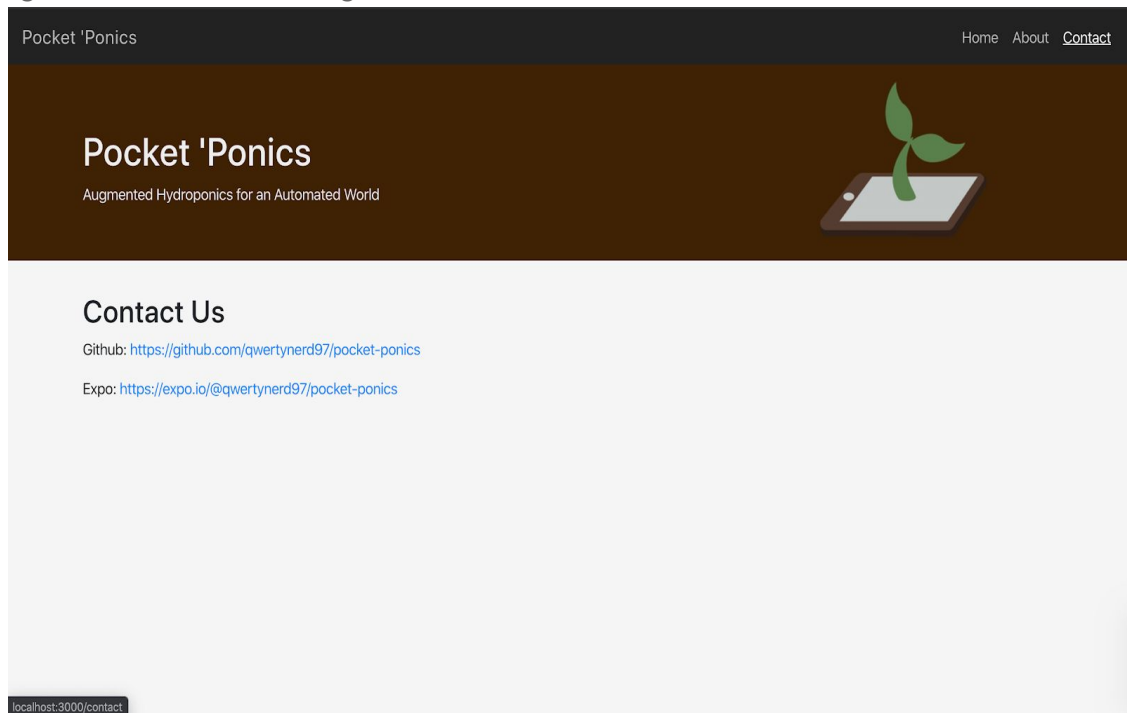 Pocket 'Ponics
Home About Contact
Pocket 'Ponics
Augmented Hydroponics for an Automated World
Contact Us
Github: https://github.com/qwertynerd97/pocket-ponics
Expo: https://expo.io/@qwertynerd97/pocket-ponics
localhost:3000/contact